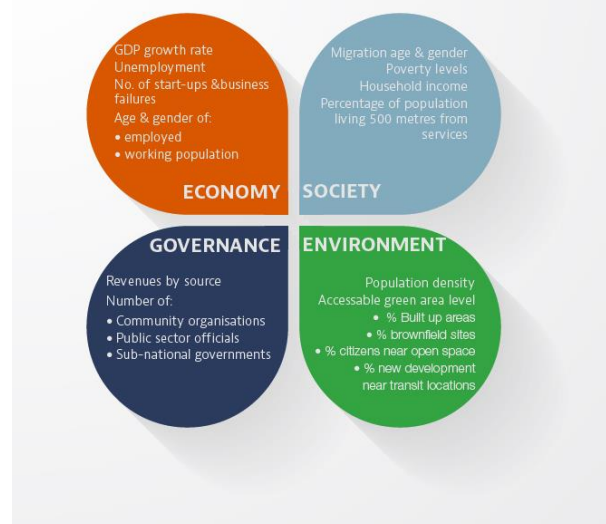 GDP growth rate
Unemployment
No. of start-ups &business
failures
Age & gender of:
• employed
• working population
ECONOMY
Migration age & gender
Poverty levels
Household income
Percentage of population
living 500 metres from
services
SOCIETY
GOVERNANCE
Revenues by source
Number of:
• Community organisations
• Public sector officials
• Sub-national governments
ENVIRONMENT
Population density
Accessable green area level
• % Built up areas
• % brownfield sites
• % citizens near open space
• % new development
near transit locations